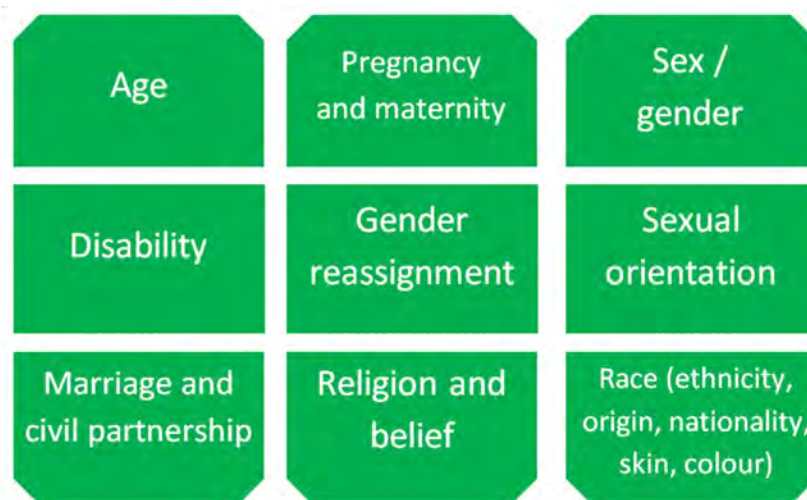 Age
Pregnancy
and maternity
Sex /
gender
Disability
Gender
reassignment
Sexual
orientation
Marriage and
civil partnership
Religion and
belief
Race (ethnicity,
origin, nationality,
skin, colour)